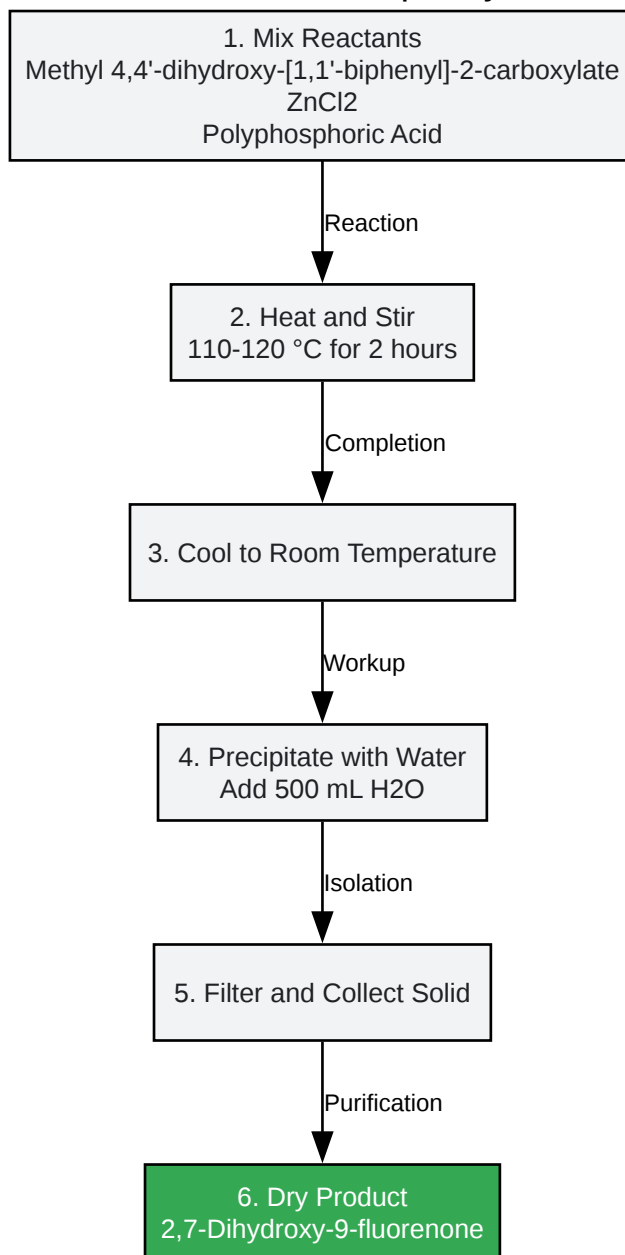 1. Mix Reactants
Methyl 4,4'-dihydroxy-[1,1'-biphenyl]-2-carboxylate
ZnCl2
Polyphosphoric Acid
Reaction
2. Heat and Stir
110-120 °C for 2 hours
Completion
3. Cool to Room Temperature
Workup
4. Precipitate with Water
Add 500 mL H2O
Isolation
5. Filter and Collect Solid
Purification
6. Dry Product
2,7-Dihydroxy-9-fluorenone